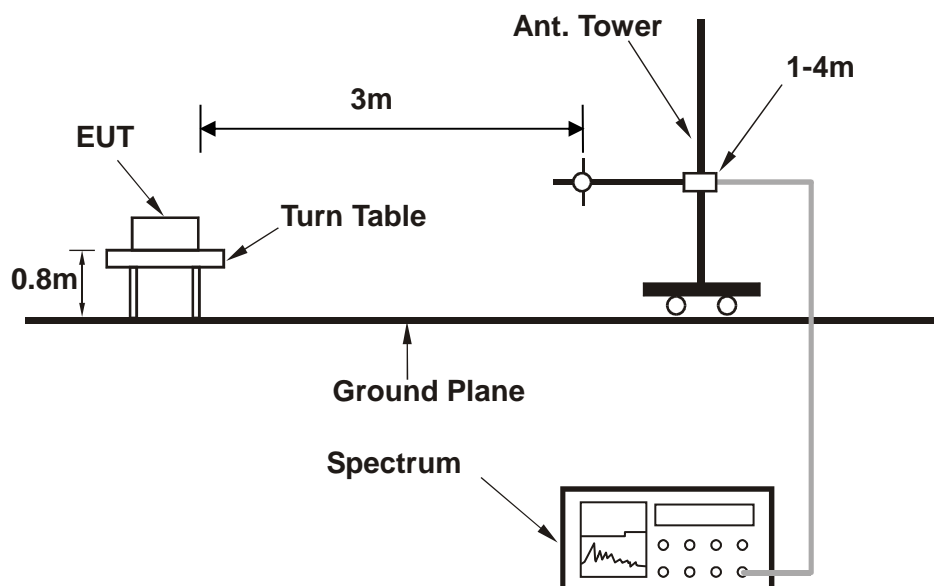 Ant. Tower
1-4m
3m
EUT
Turn Table
0.8m
Ground Plane
Spectrum